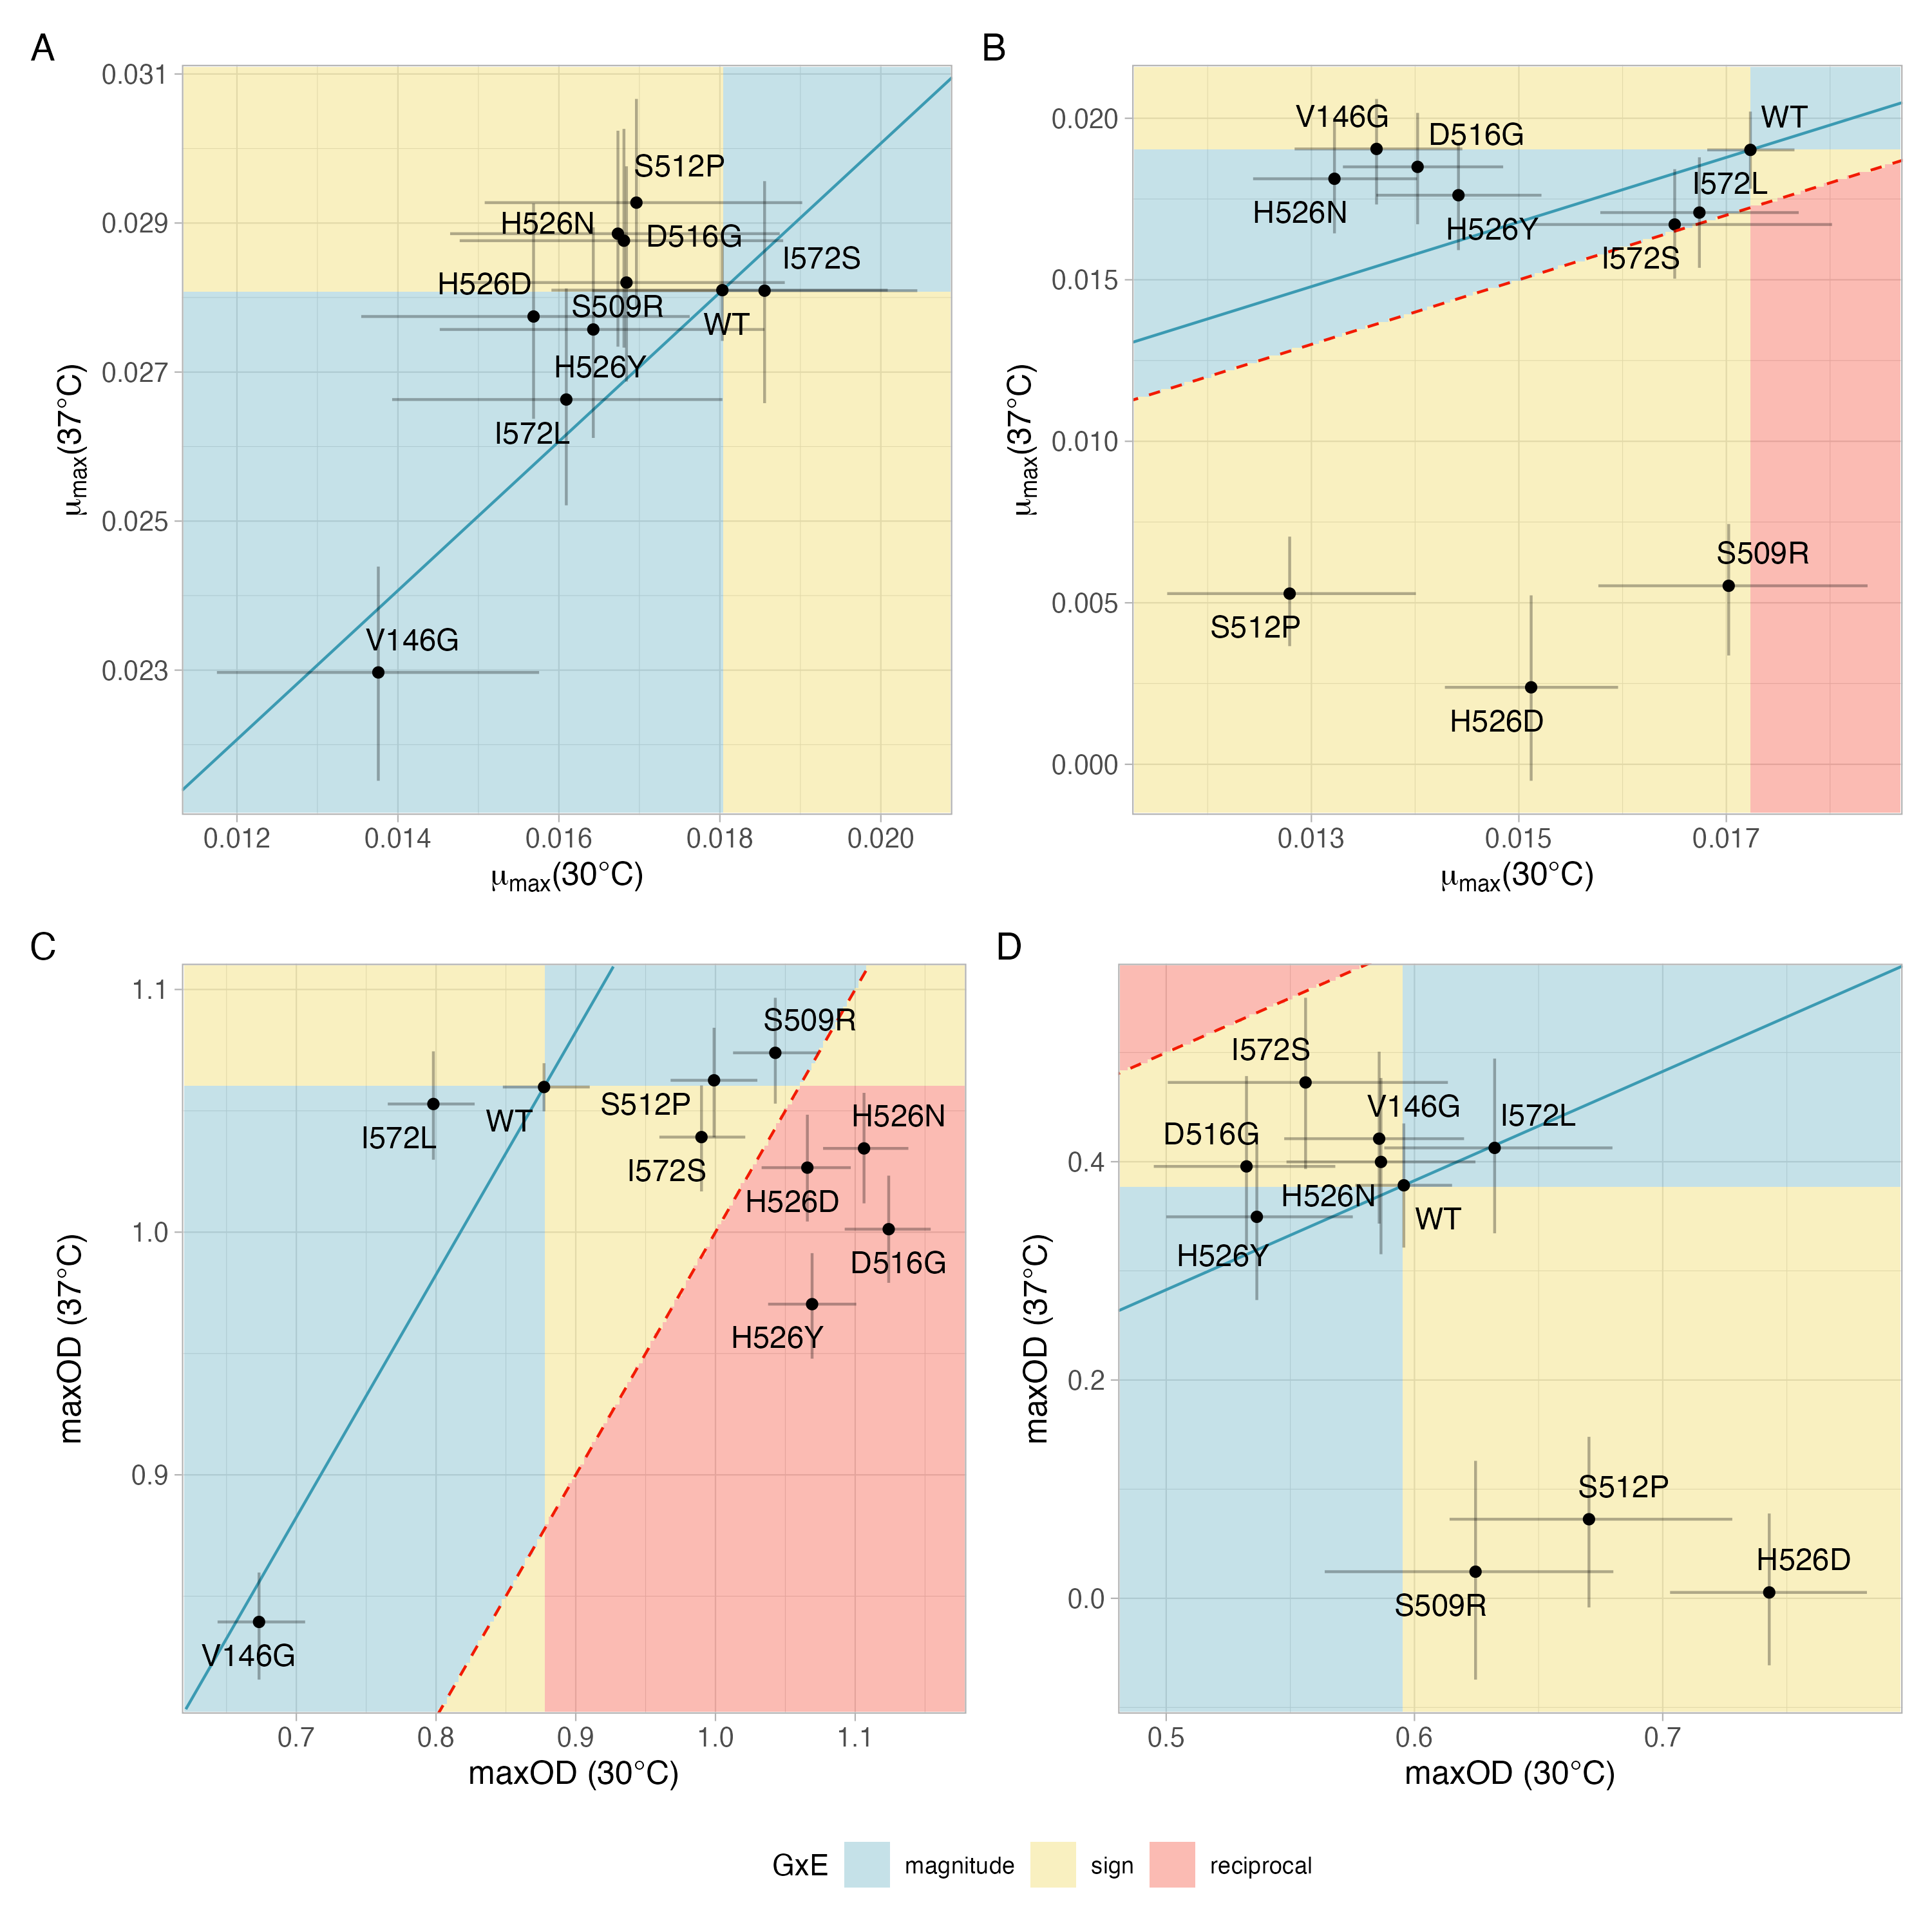 A
0.031
0.029
0.027
0.025
0.023
μmax(37°C)
S512P
H526N
D516G
I572S
H526D
S509R
WT
H526Y
I572L
V146G
0.012 0.014 0.016 0.018 0.020
μmax(30°C)
B
0.020
0.015
0.010
0.005
0.000
μmax(37°C)
V146G
WT
D516G
I572L
H526N
H526Y
I572S
S509R
S512P
H526D
0.013 0.015 0.017
μmax(30°C)
C
1.1
1.0
0.9
maxOD (37°C)
S509R
S512P
H526N
WT
I572L
I572S
H526D
D516G
H526Y
V146G
0.7 0.8 0.9 1.0 1.1
maxOD (30°C)
D
0.4
0.2
0.0
maxOD (37°C)
I572S
V146G
I572L
D516G
H526N
WT
H526Y
S512P
H526D
S509R
0.5 0.6 0.7
maxOD (30°C)
GxE magnitude sign reciprocal